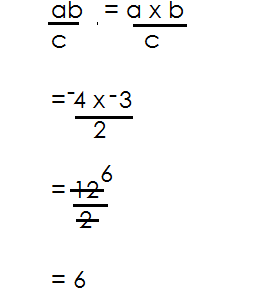 ab = a x b
c c
= -4 x -3
2
= 12 6
2
= 6